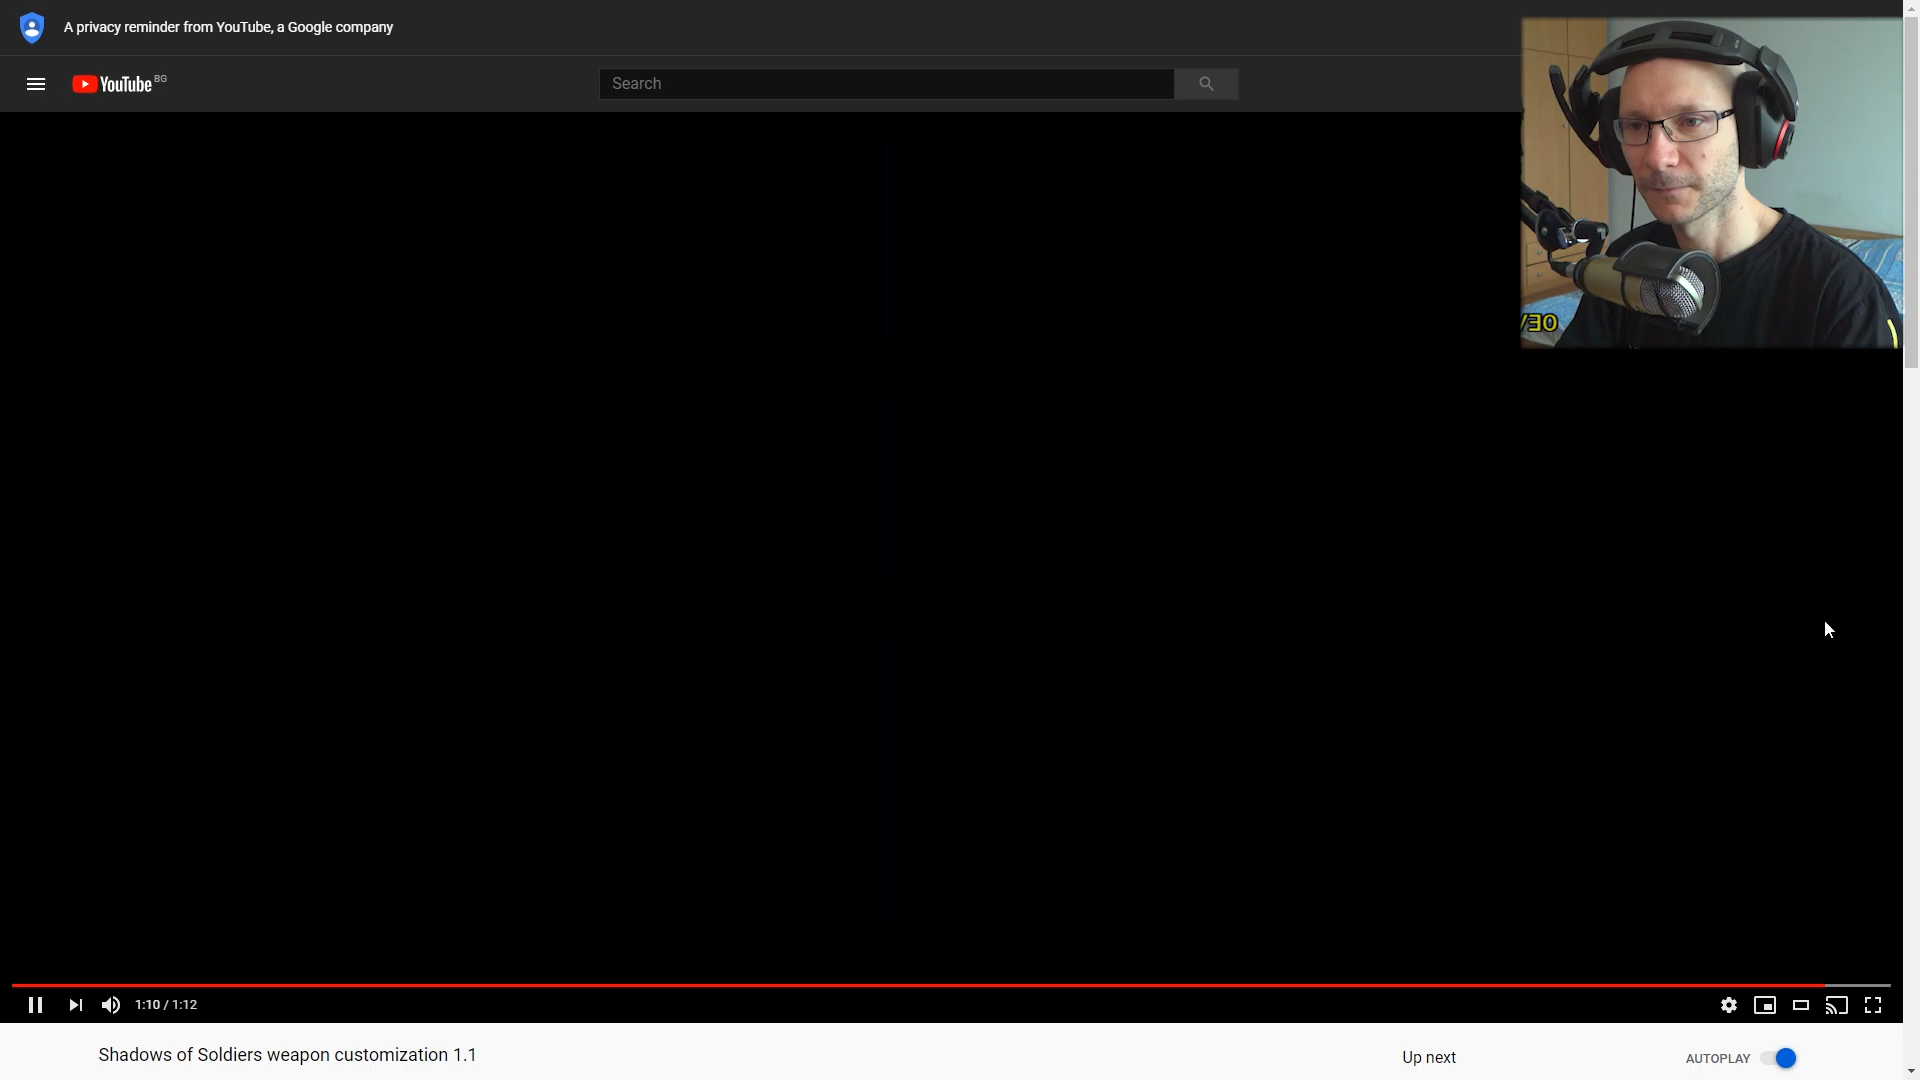 A privacy reminder from YouTube, a Google company
YouTube BG
Search
1:10 / 1:12
Shadows of Soldiers weapon customization 1.1
Up next
AUTOPLAY